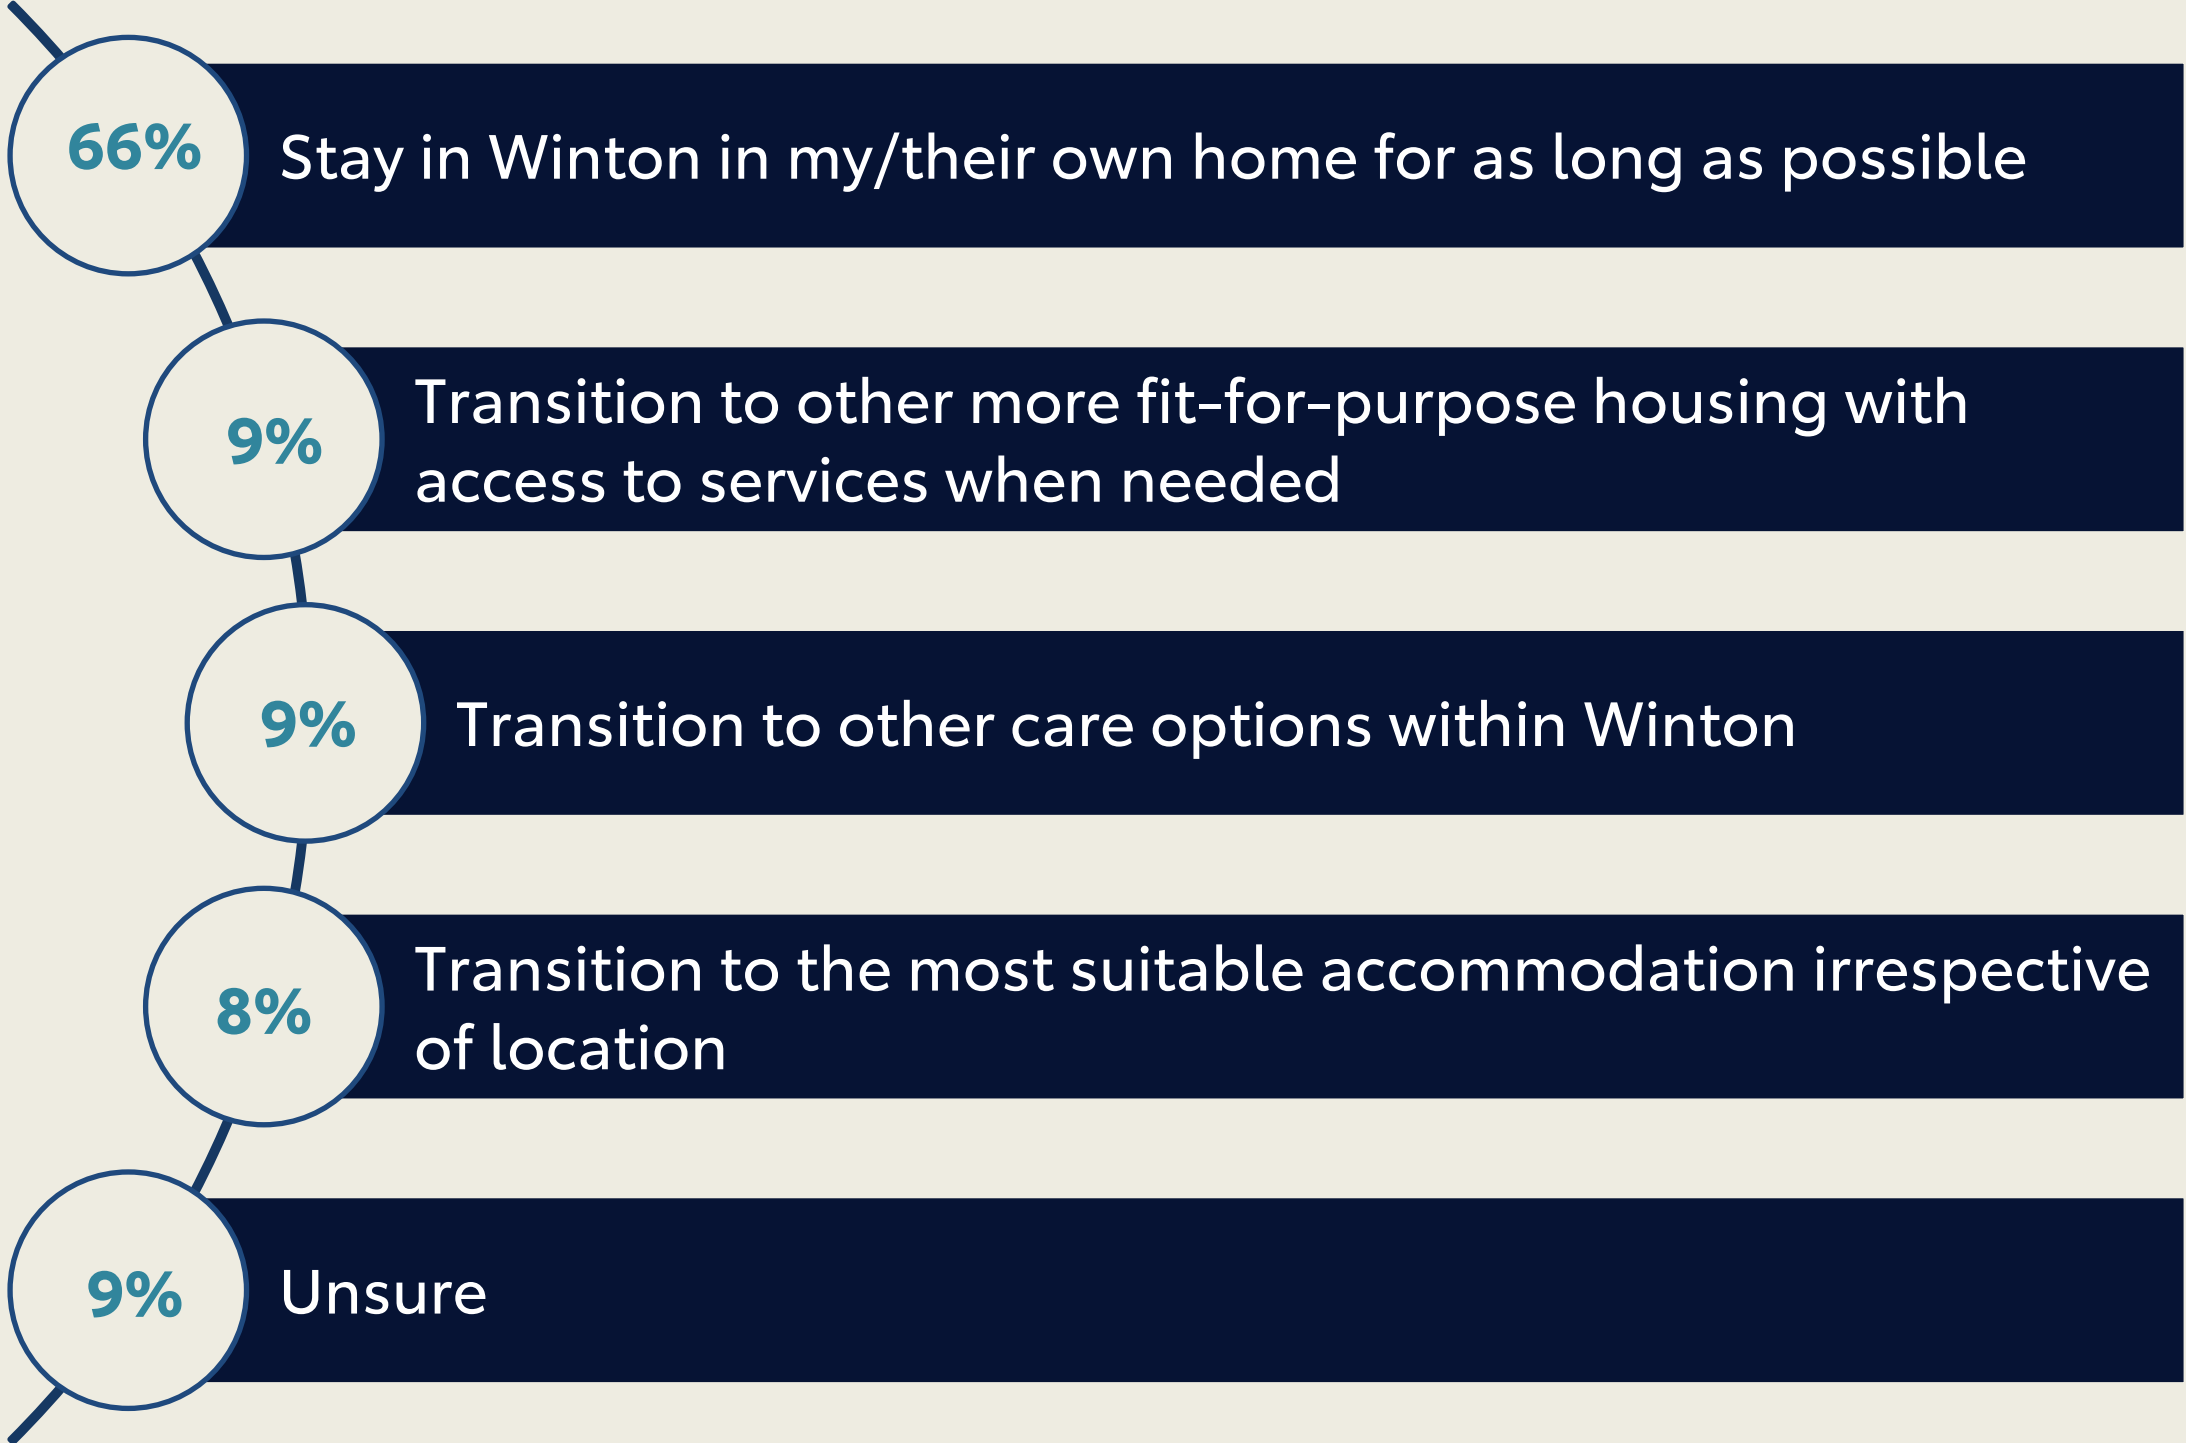 66%
Stay in Winton in my/their own home for as long as possible
9%
Transition to other more fit-for-purpose housing with
access to services when needed
9%
Transition to other care options within Winton
8%
Transition to the most suitable accommodation irrespective
of location
9%
Unsure